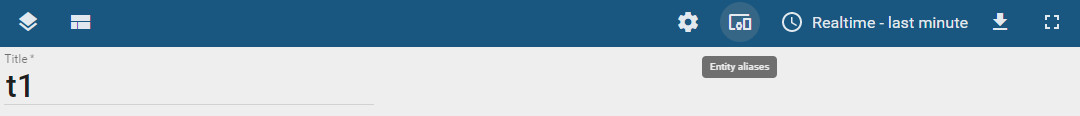 Realtime - last minute
Entity aliases
Title *
t1